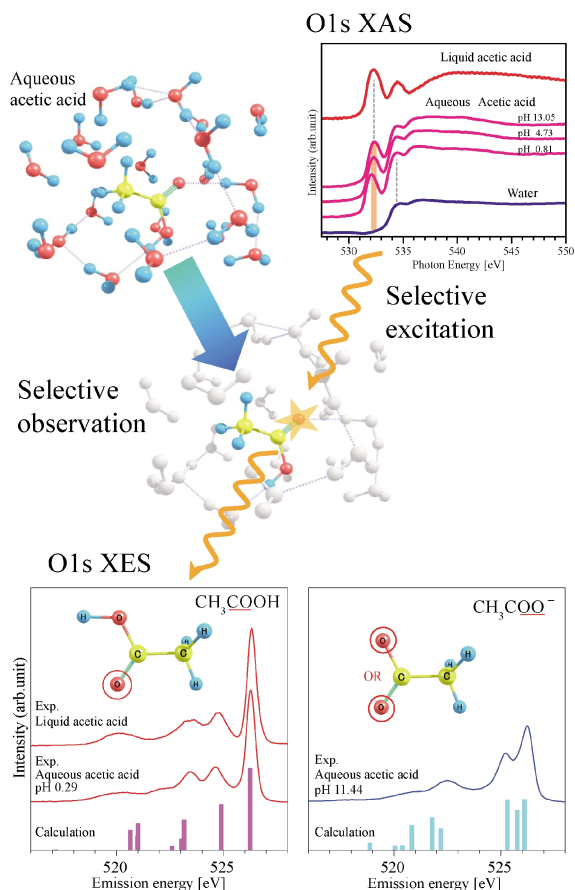 O1s XAS
Aqueous
acetic acid
Liquid acetic acid
Aqueous Acetic acid
pH 13.05
pH 4.73
pH 0.81
Water
Intensity (arb.unit)
530 535 540 545 550
Photon Energy [eV]
Selective
excitation
Selective
observation
O1s XES
CH₃COOH
H O H
H
C C
O H
Exp.
Liquid acetic acid
Exp.
Aqueous acetic acid
pH 0.29
Calculation
Intensity (arb.unit)
520 525
Emission energy [eV]
CH₃COO⁻
O
H H
OR C C
O H
Exp.
Aqueous acetic acid
pH 11.44
Calculation
520 525
Emission energy [eV]